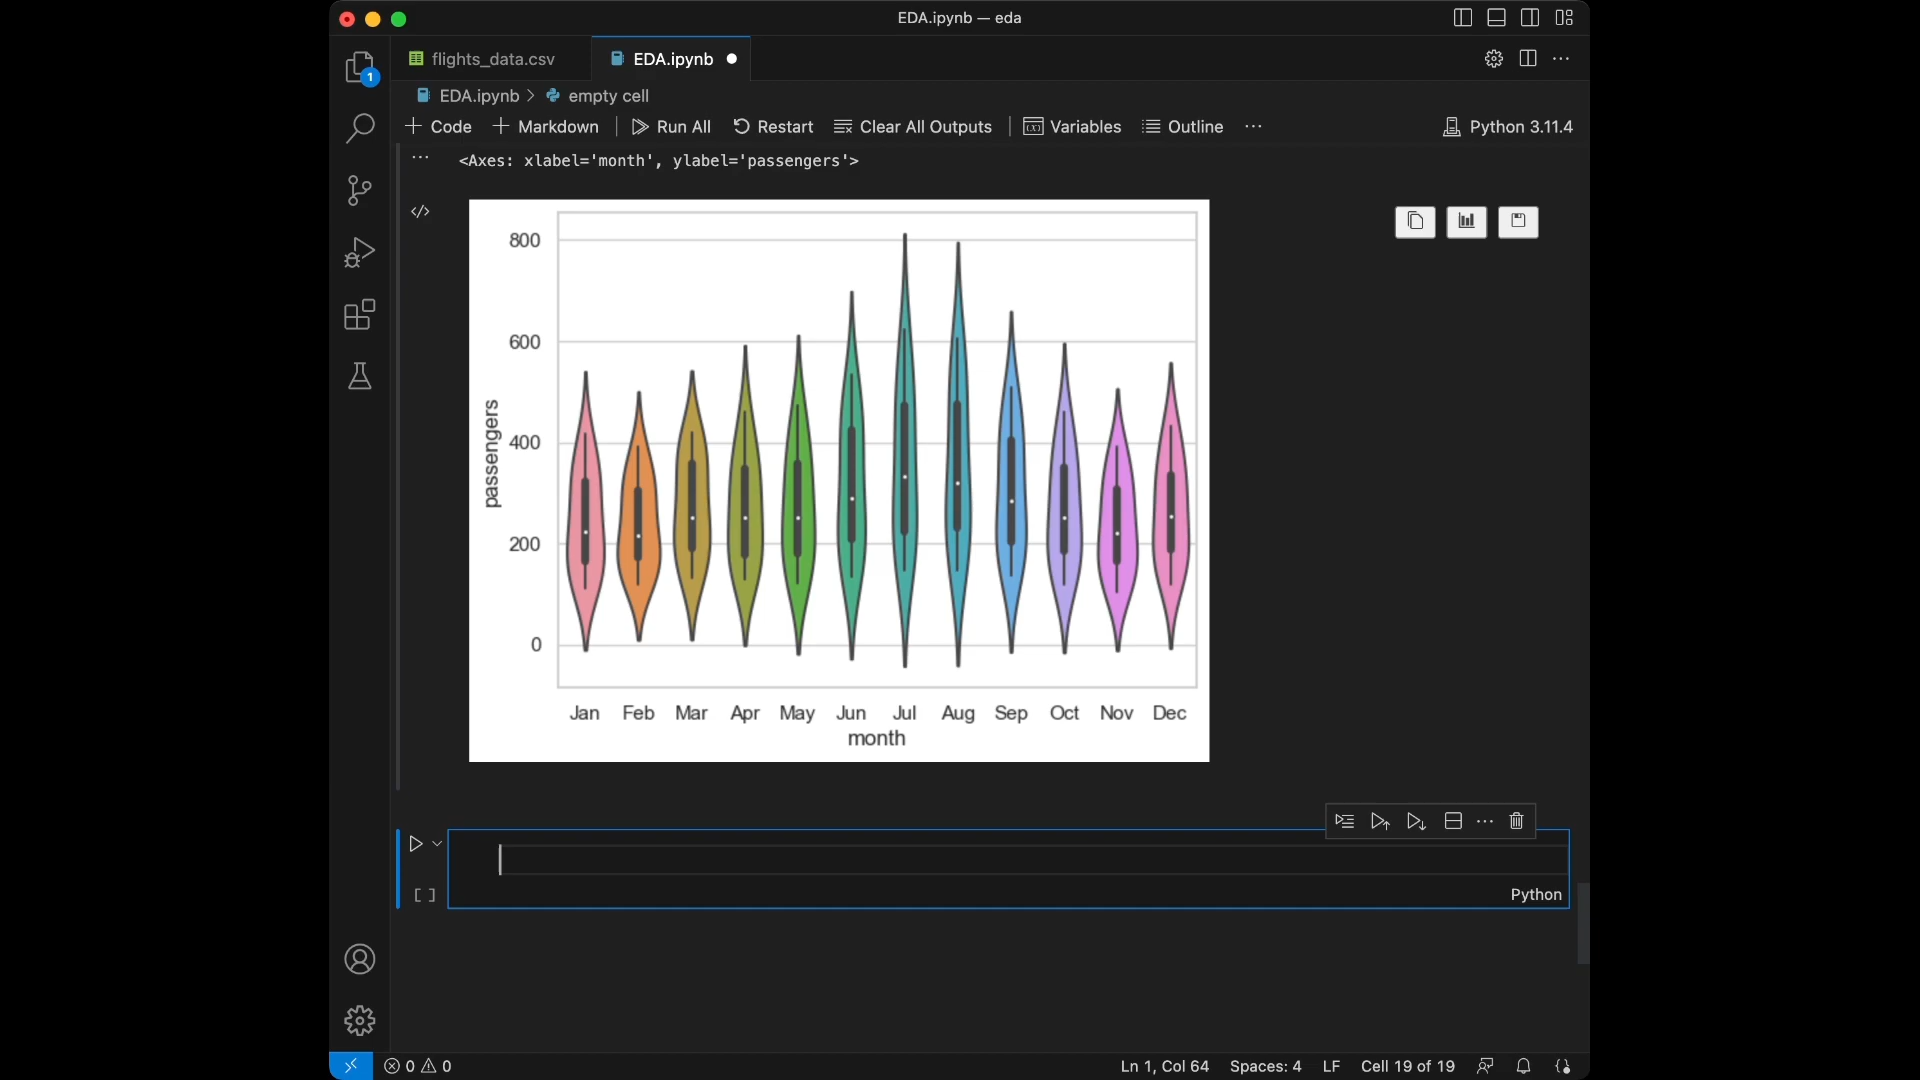 EDA.ipynb — eda
flights_data.csv
EDA.ipynb
EDA.ipynb > empty cell
+ Code + Markdown Run All Restart Clear All Outputs Variables Outline ... Python 3.11.4
... <Axes: xlabel='month', ylabel='passengers'>
</>
800
600
400
200
0
passengers
Jan Feb Mar Apr May Jun Jul Aug Sep Oct Nov Dec
month
[ ]
Python
0 0 Ln 1, Col 64 Spaces: 4 LF Cell 19 of 19
1